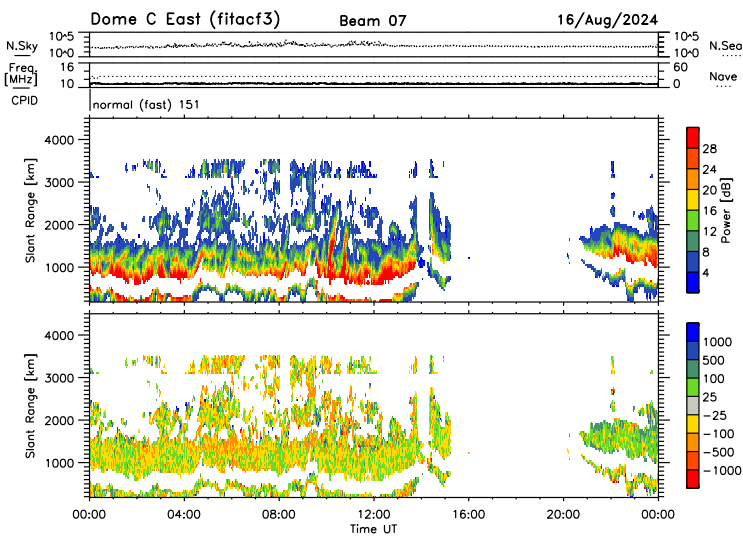 Dome C East (fitacf3)
Beam 07
16/Aug/2024
N.Sky
10^5
10^0
10^5
10^0
N.Sea
Freq.
[MHz]
16
10
60
0
Nave
CPID
normal (fast) 151
4000
3000
2000
1000
Slant Range [km]
28
24
20
16
12
8
4
Power [dB]
4000
3000
2000
1000
Slant Range [km]
1000
500
100
25
-25
-100
-500
-1000
00:00
04:00
08:00
12:00
16:00
20:00
00:00
Time UT